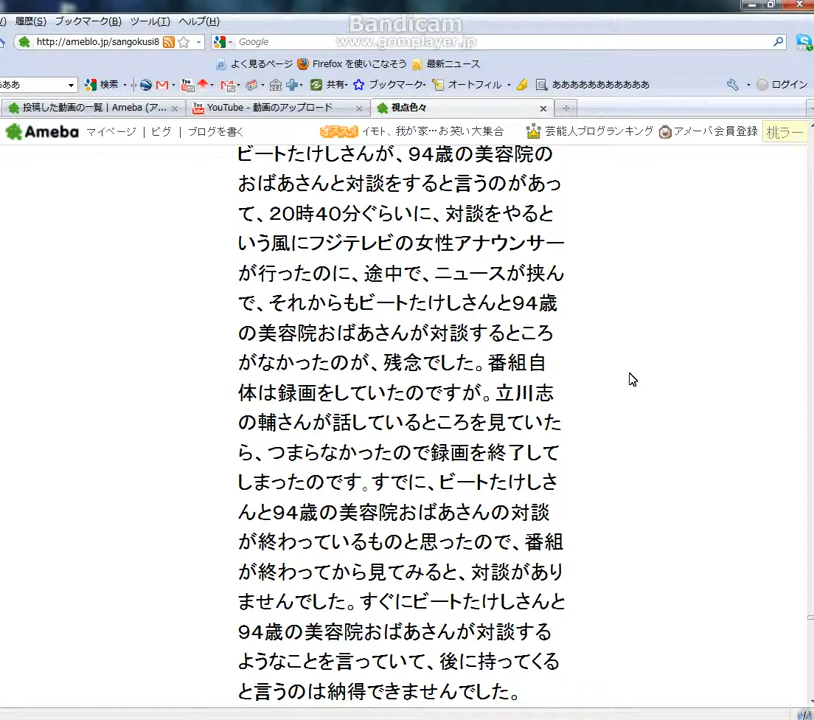 Bandicam
www.gomplayer.jp
履歴(S) ブックマーク(B) ツール(T) ヘルプ(H)
http://ameblo.jp/sangokusi8 Google
よく見るページ Firefox を使いこなそう 最新ニュース
ああ 検索 共有 ブックマーク オートフィル あああああああああああ ログイン
投稿した動画の一覧 | Ameba (ア... YouTube - 動画のアップロード 視点色々
Ameba マイページ | ピグ | ブログを書く オススメ イモト、我が家…お笑い大集合 芸能人ブログランキング アメーバ会員登録 桃ラー
ビートたけしさんが、94歳の美容院の
おばあさんと対談をすると言うのがあっ
て、20時40分ぐらいに、対談をやると
いう風にフジテレビの女性アナウンサー
が行ったのに、途中で、ニュースが挟ん
で、それからもビートたけしさんと94歳
の美容院おばあさんが対談するところ
がなかったのが、残念でした。番組自
体は録画をしていたのですが。立川志
の輔さんが話しているところを見ていた
ら、つまらなかったので録画を終了して
しまったのです。すでに、ビートたけしさ
んと94歳の美容院おばあさんの対談
が終わっているものと思ったので、番組
が終わってから見てみると、対談があり
ませんでした。すぐにビートたけしさんと
94歳の美容院おばあさんが対談する
ようなことを言っていて、後に持ってくる
と言うのは納得できませんでした。